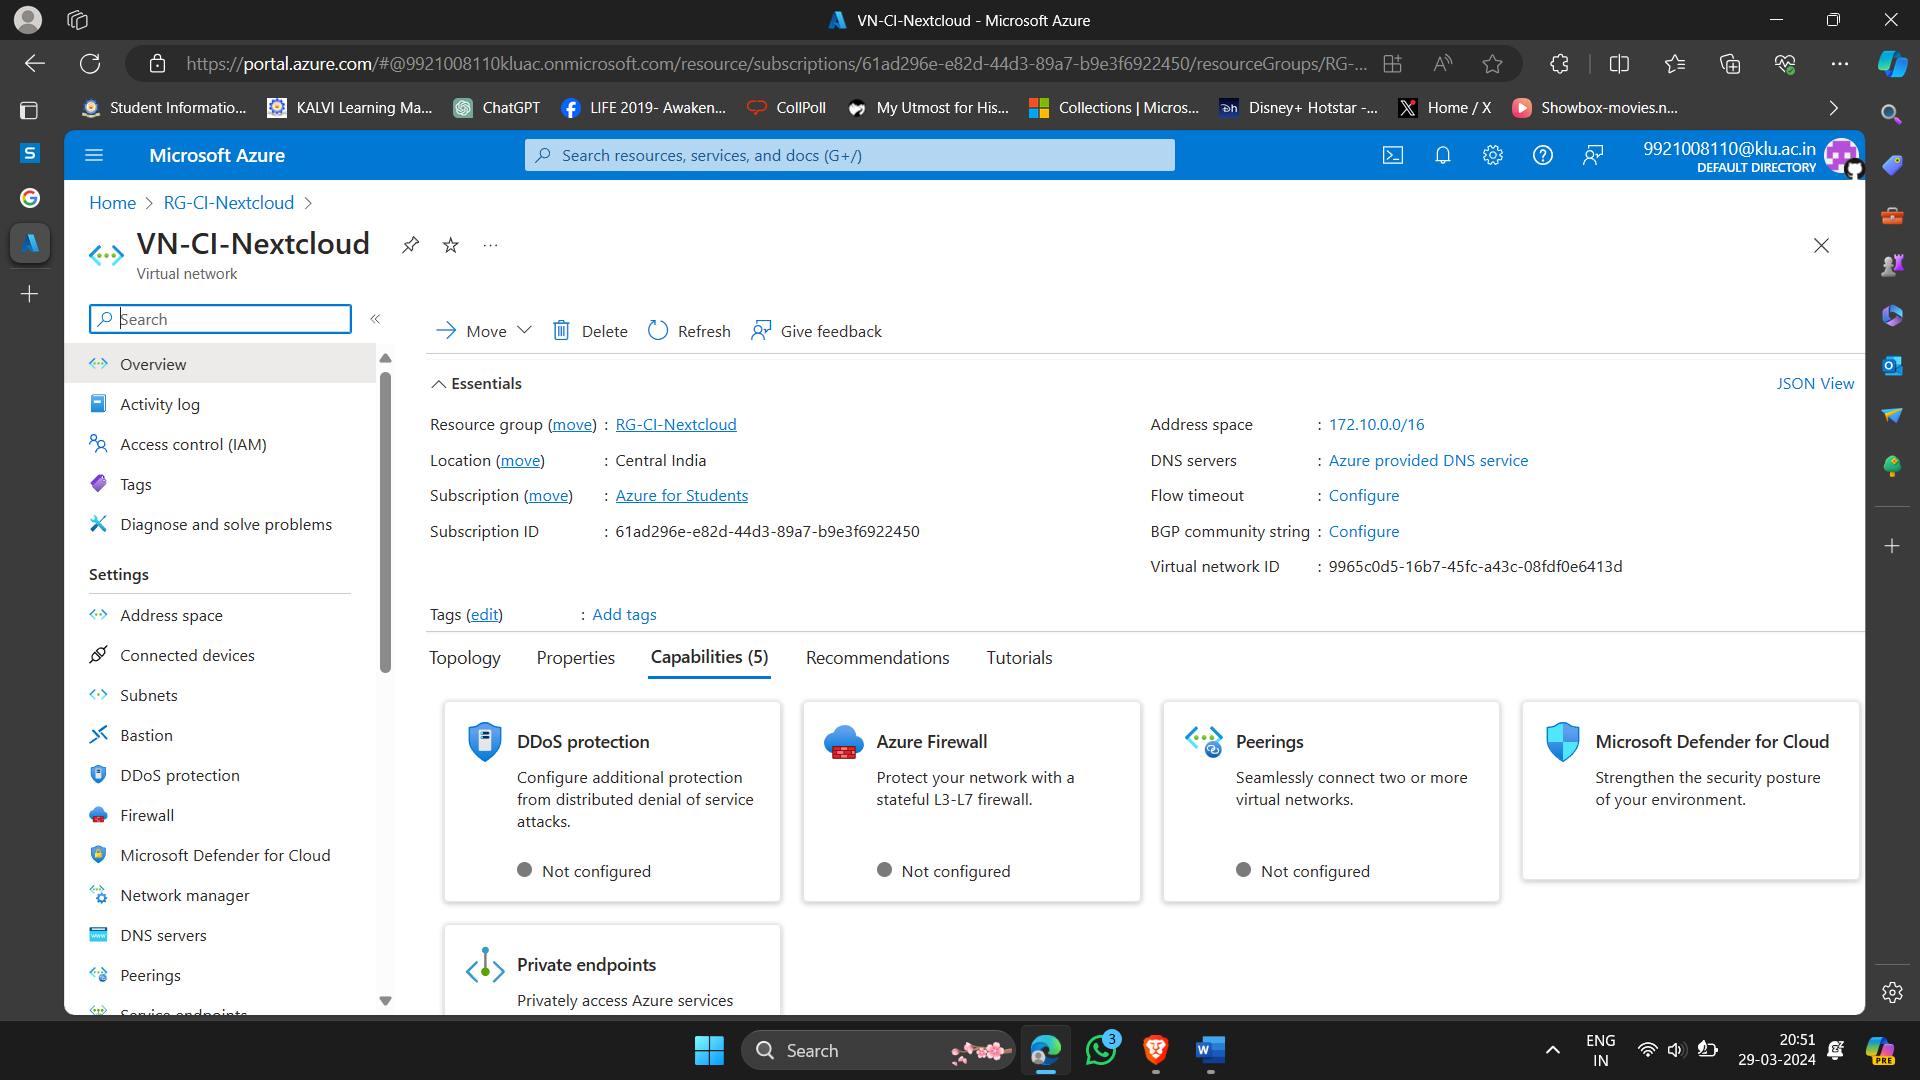 VN-CI-Nextcloud - Microsoft Azure
https://portal.azure.com/#@9921008110kluac.onmicrosoft.com/resource/subscriptions/61ad296e-e82d-44d3-89a7-b9e3f6922450/resourceGroups/RG-...
Student Informatio... KALVI Learning Ma... ChatGPT LIFE 2019- Awaken... CollPoll My Utmost for His... Collections | Micros... Disney+ Hotstar -... Home / X Showbox-movies.n...
Microsoft Azure
Search resources, services, and docs (G+/)
9921008110@klu.ac.in
DEFAULT DIRECTORY
Home > RG-CI-Nextcloud >
VN-CI-Nextcloud
Virtual network
Search
Overview
Activity log
Access control (IAM)
Tags
Diagnose and solve problems
Settings
Address space
Connected devices
Subnets
Bastion
DDoS protection
Firewall
Microsoft Defender for Cloud
Network manager
DNS servers
Peerings
Service endpoints
Move Delete Refresh Give feedback
Essentials
JSON View
Resource group (move) : RG-CI-Nextcloud
Location (move) : Central India
Subscription (move) : Azure for Students
Subscription ID : 61ad296e-e82d-44d3-89a7-b9e3f6922450
Address space : 172.10.0.0/16
DNS servers : Azure provided DNS service
Flow timeout : Configure
BGP community string : Configure
Virtual network ID : 9965c0d5-16b7-45fc-a43c-08fdf0e6413d
Tags (edit) : Add tags
Topology Properties Capabilities (5) Recommendations Tutorials
DDoS protection
Configure additional protection
from distributed denial of service
attacks.
Not configured
Azure Firewall
Protect your network with a
stateful L3-L7 firewall.
Not configured
Peerings
Seamlessly connect two or more
virtual networks.
Not configured
Microsoft Defender for Cloud
Strengthen the security posture
of your environment.
Private endpoints
Privately access Azure services
Search
3
ENG
IN
20:51
29-03-2024
PRE